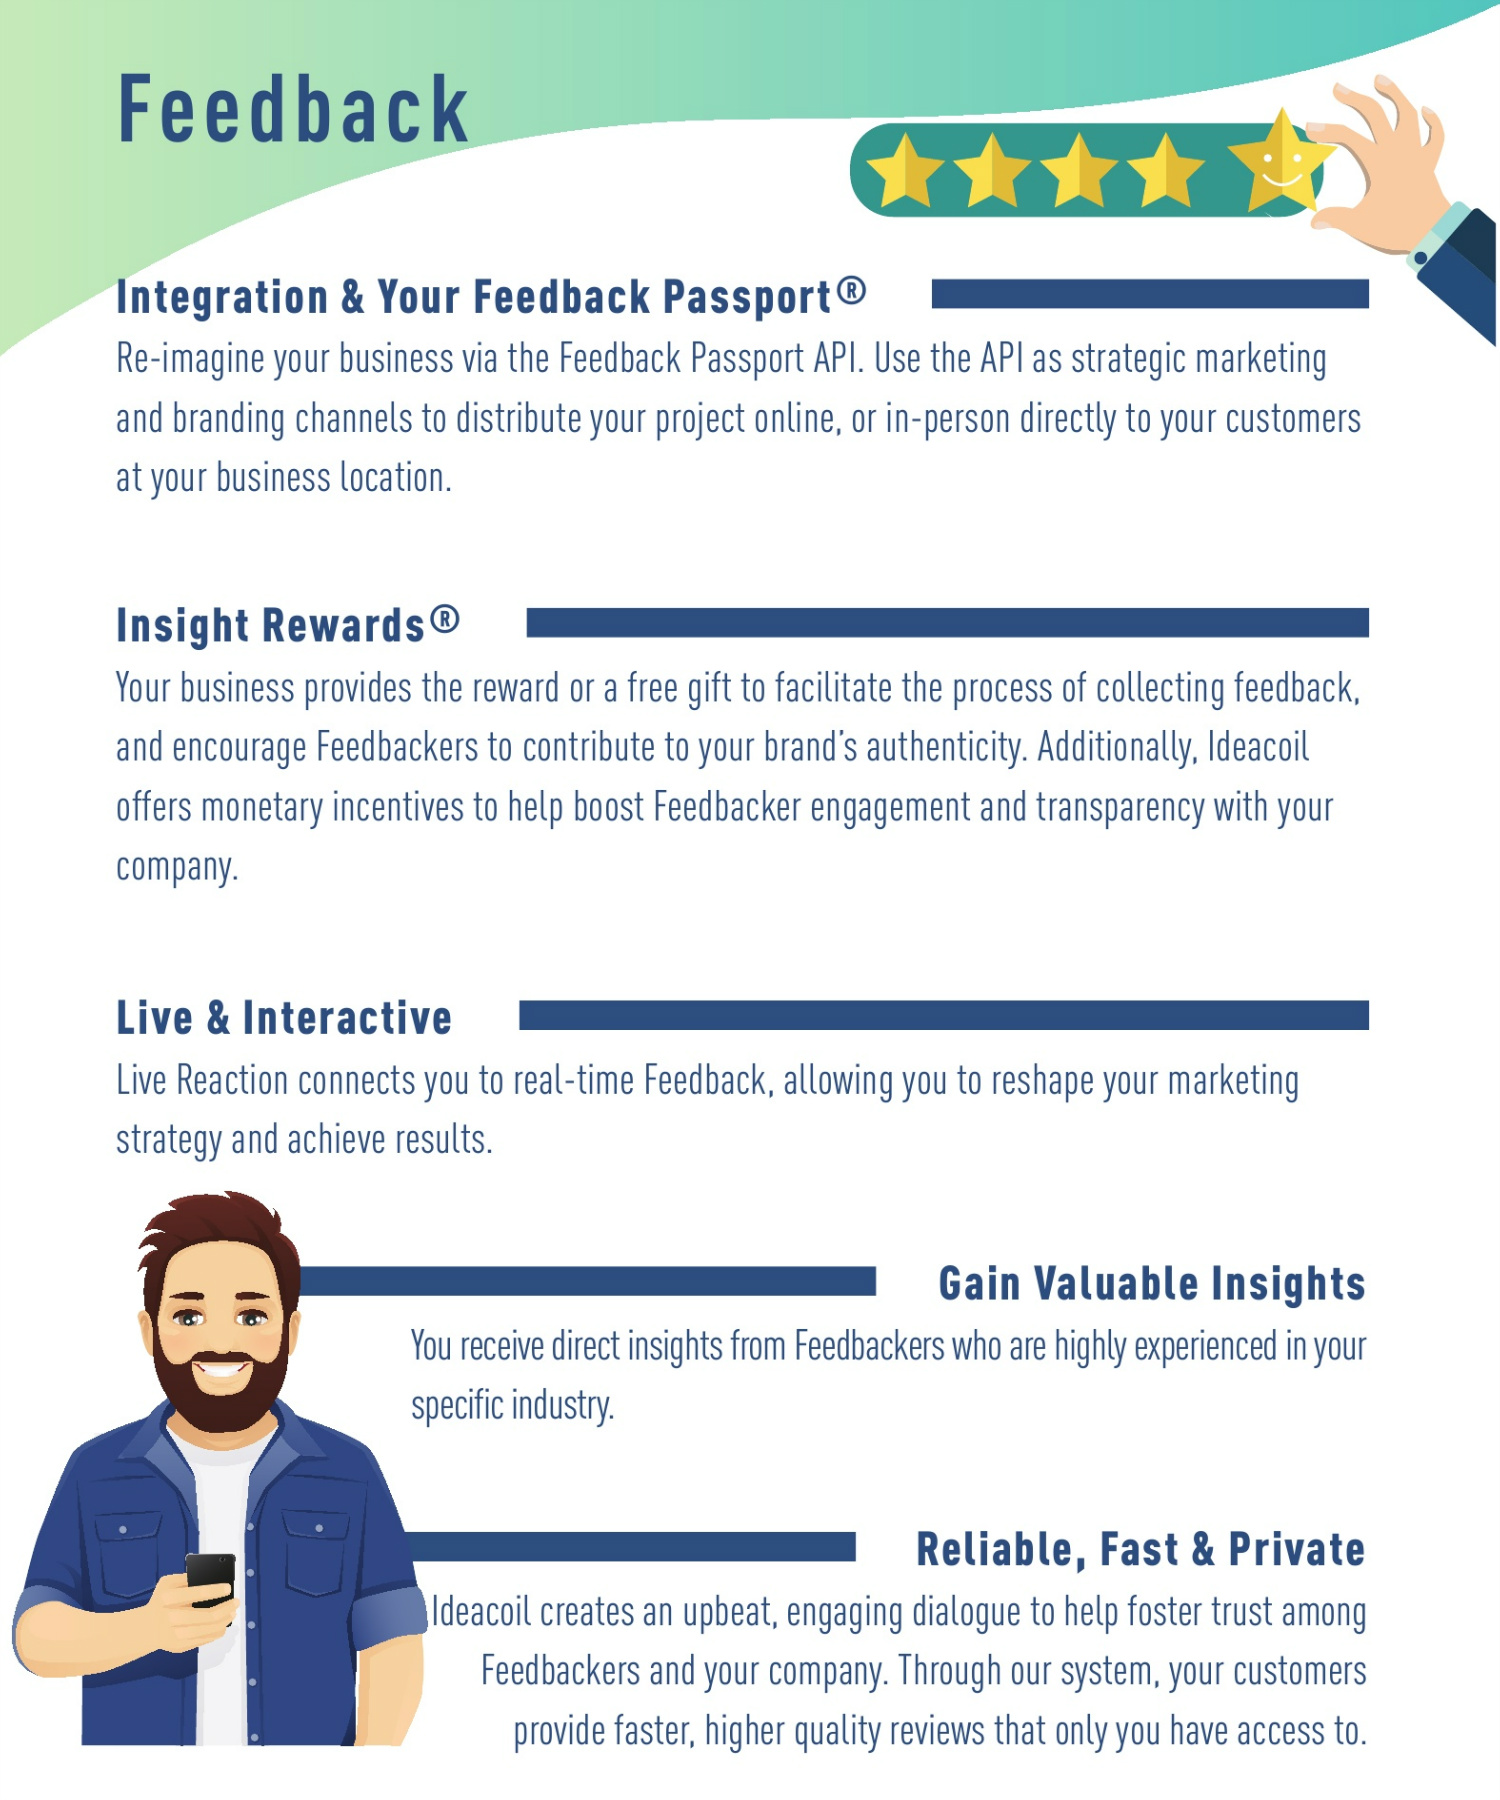 Feedback
Integration & Your Feedback Passport®
Re-imagine your business via the Feedback Passport API. Use the API as strategic marketing
and branding channels to distribute your project online, or in-person directly to your customers
at your business location.
Insight Rewards®
Your business provides the reward or a free gift to facilitate the process of collecting feedback,
and encourage Feedbackers to contribute to your brand's authenticity. Additionally, Ideacoil
offers monetary incentives to help boost Feedbacker engagement and transparency with your
company.
Live & Interactive
Live Reaction connects you to real-time Feedback, allowing you to reshape your marketing
strategy and achieve results.
Gain Valuable Insights
You receive direct insights from Feedbackers who are highly experienced in your
specific industry.
Reliable, Fast & Private
Ideacoil creates an upbeat, engaging dialogue to help foster trust among
Feedbackers and your company. Through our system, your customers
provide faster, higher quality reviews that only you have access to.